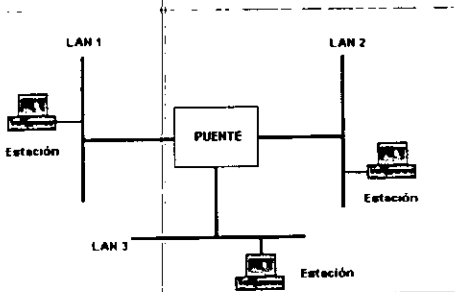 LAN 1
LAN 2
PUENTE
Estación
Estación
LAN 3
Estación